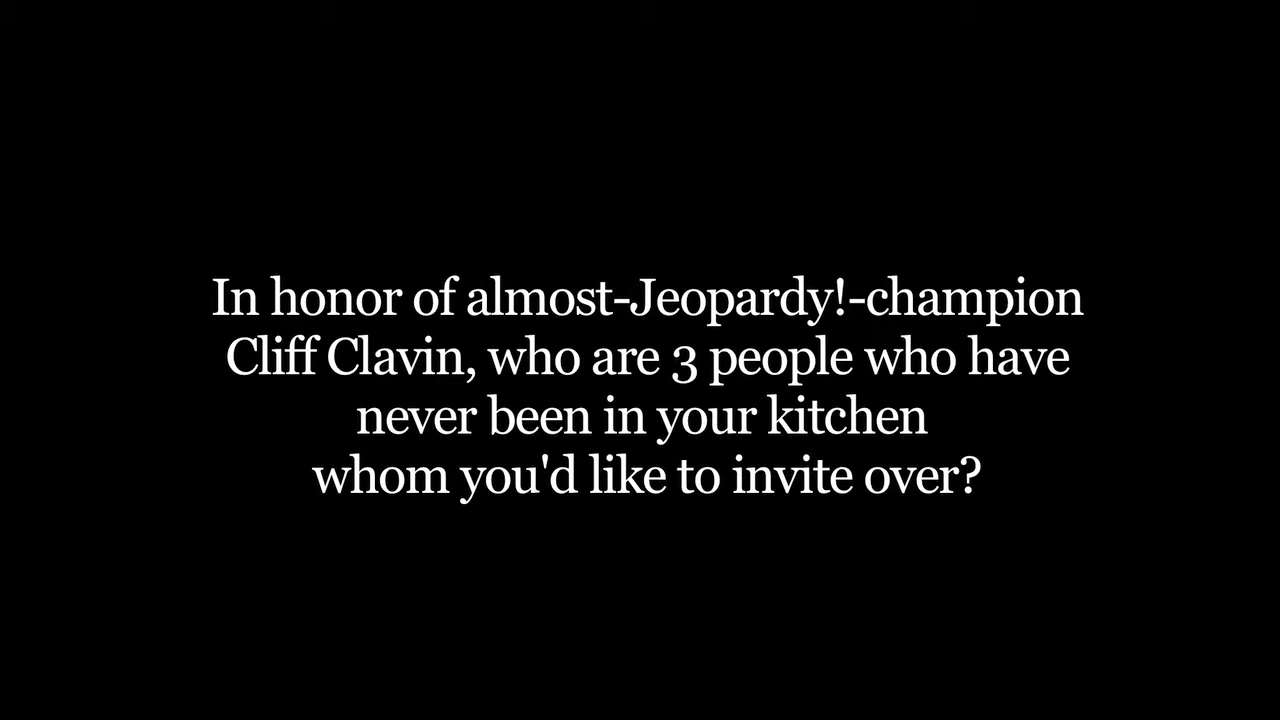 In honor of almost-Jeopardy!-champion
Cliff Clavin, who are 3 people who have
never been in your kitchen
whom you'd like to invite over?